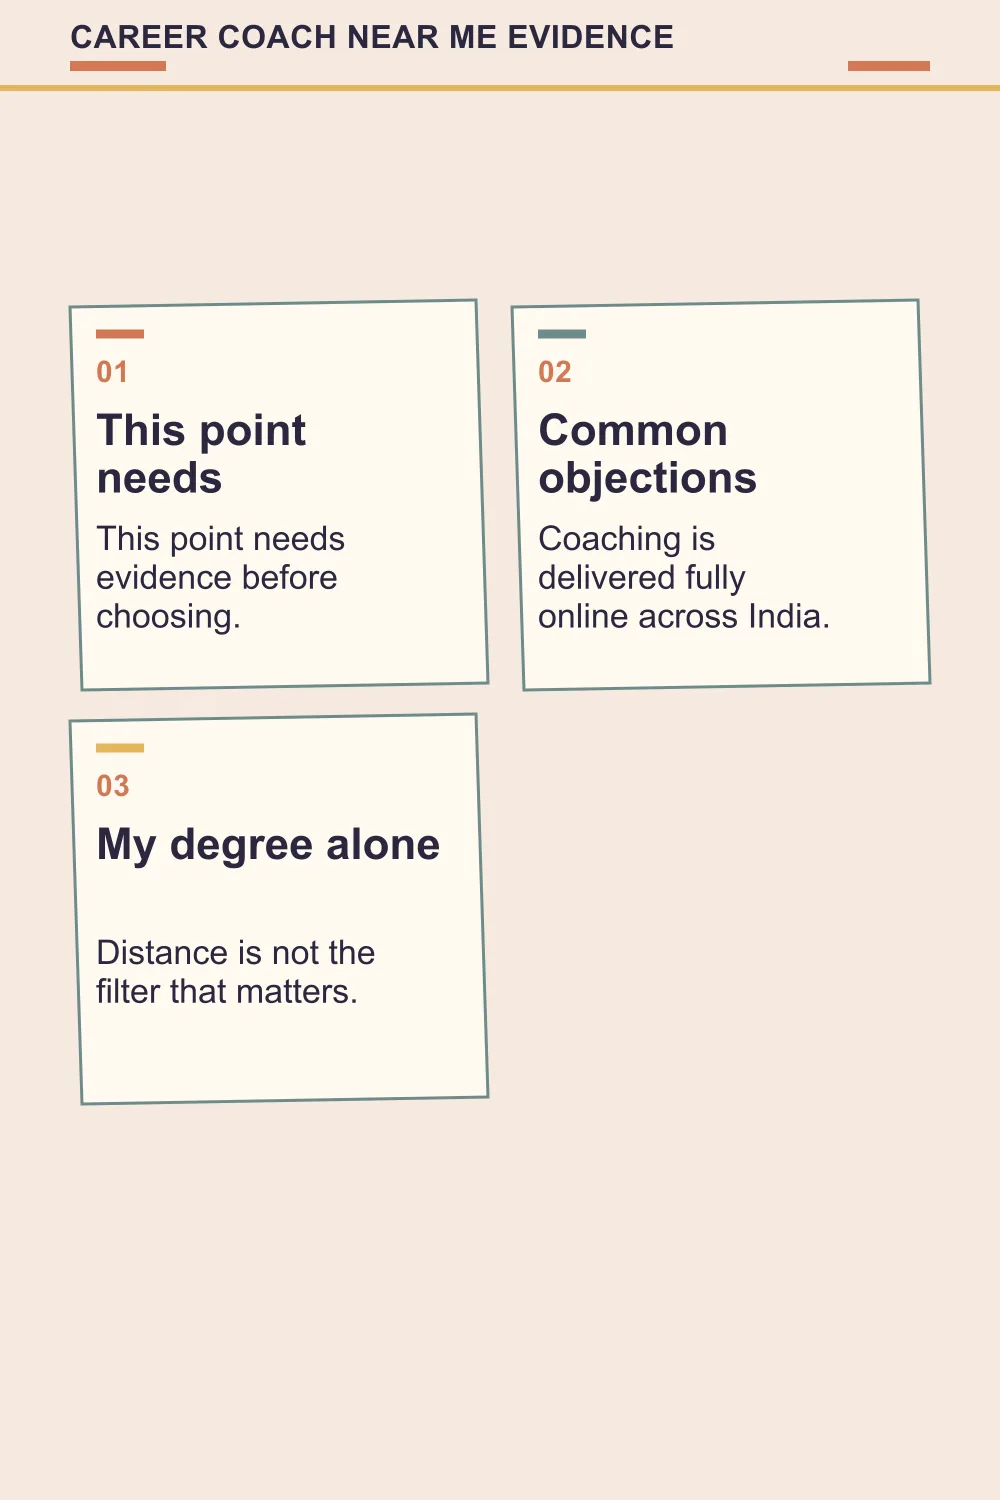 CAREER COACH NEAR ME EVIDENCE
01
This point
needs
This point needs
evidence before
choosing.
02
Common
objections
Coaching is
delivered fully
online across India.
03
My degree alone
Distance is not the
filter that matters.